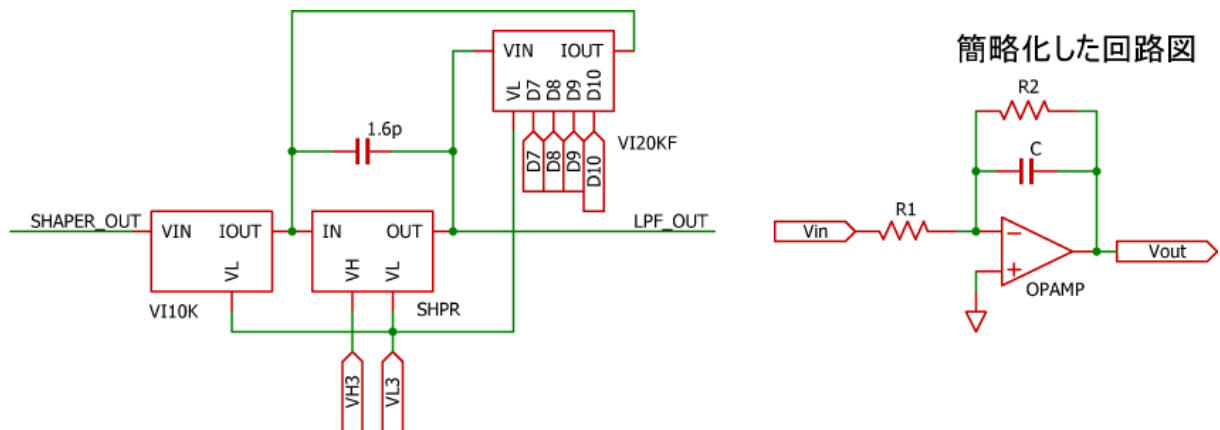 VIN IOUT
VL D7 D8 D9 D10
VI20KF
D7 D8 D9 D10
1.6p
SHAPER_OUT
VIN IOUT
VL
VI10K
IN OUT
VH VL
SHPR
LPF_OUT
VH3
VL3
簡略化した回路図
R2
C
R1
Vin
−
+
OPAMP
Vout